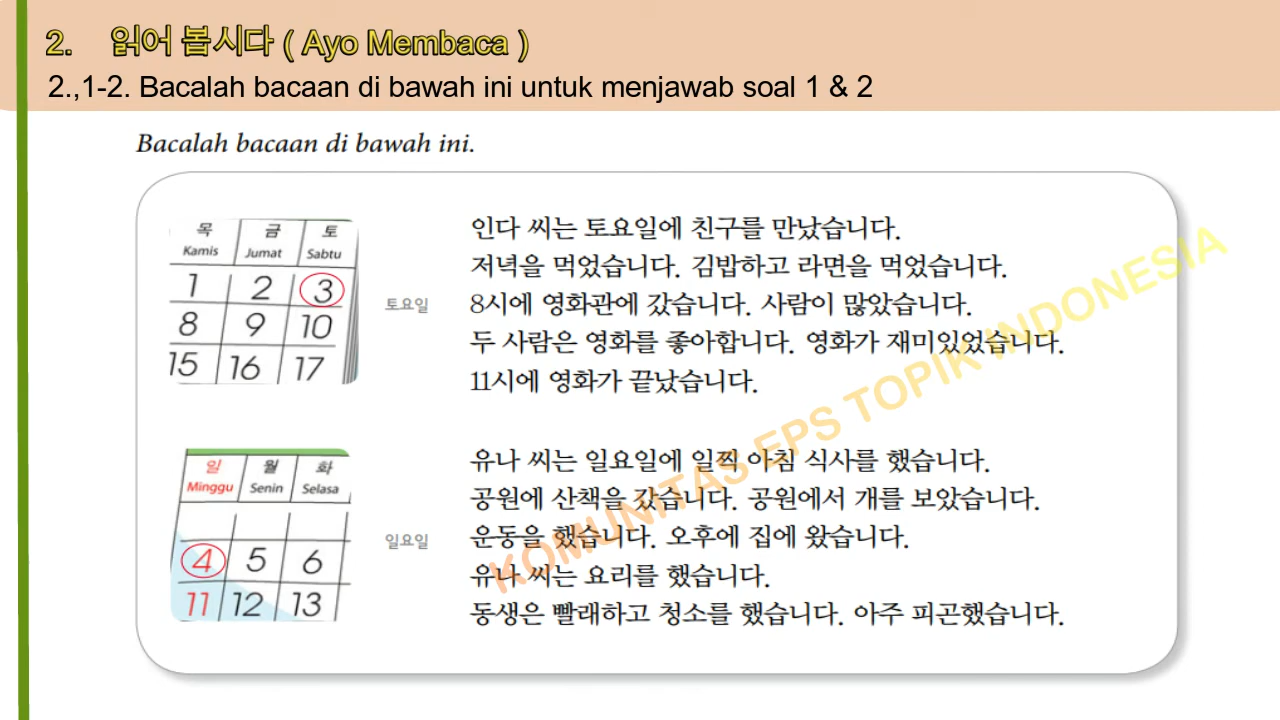 2. 읽어 봅시다 ( Ayo Membaca )
2.,1-2. Bacalah bacaan di bawah ini untuk menjawab soal 1 & 2
Bacalah bacaan di bawah ini.
목 금 토
Kamis Jumat Sabtu
1 2 3
8 9 10
15 16 17
토요일
인다 씨는 토요일에 친구를 만났습니다.
저녁을 먹었습니다. 김밥하고 라면을 먹었습니다.
8시에 영화관에 갔습니다. 사람이 많았습니다.
두 사람은 영화를 좋아합니다. 영화가 재미있었습니다.
11시에 영화가 끝났습니다.
일 월 화
Minggu Senin Selasa
4 5 6
11 12 13
일요일
유나 씨는 일요일에 일찍 아침 식사를 했습니다.
공원에 산책을 갔습니다. 공원에서 개를 보았습니다.
운동을 했습니다. 오후에 집에 왔습니다.
유나 씨는 요리를 했습니다.
동생은 빨래하고 청소를 했습니다. 아주 피곤했습니다.
KOMUNITAS EPS TOPIK INDONESIA